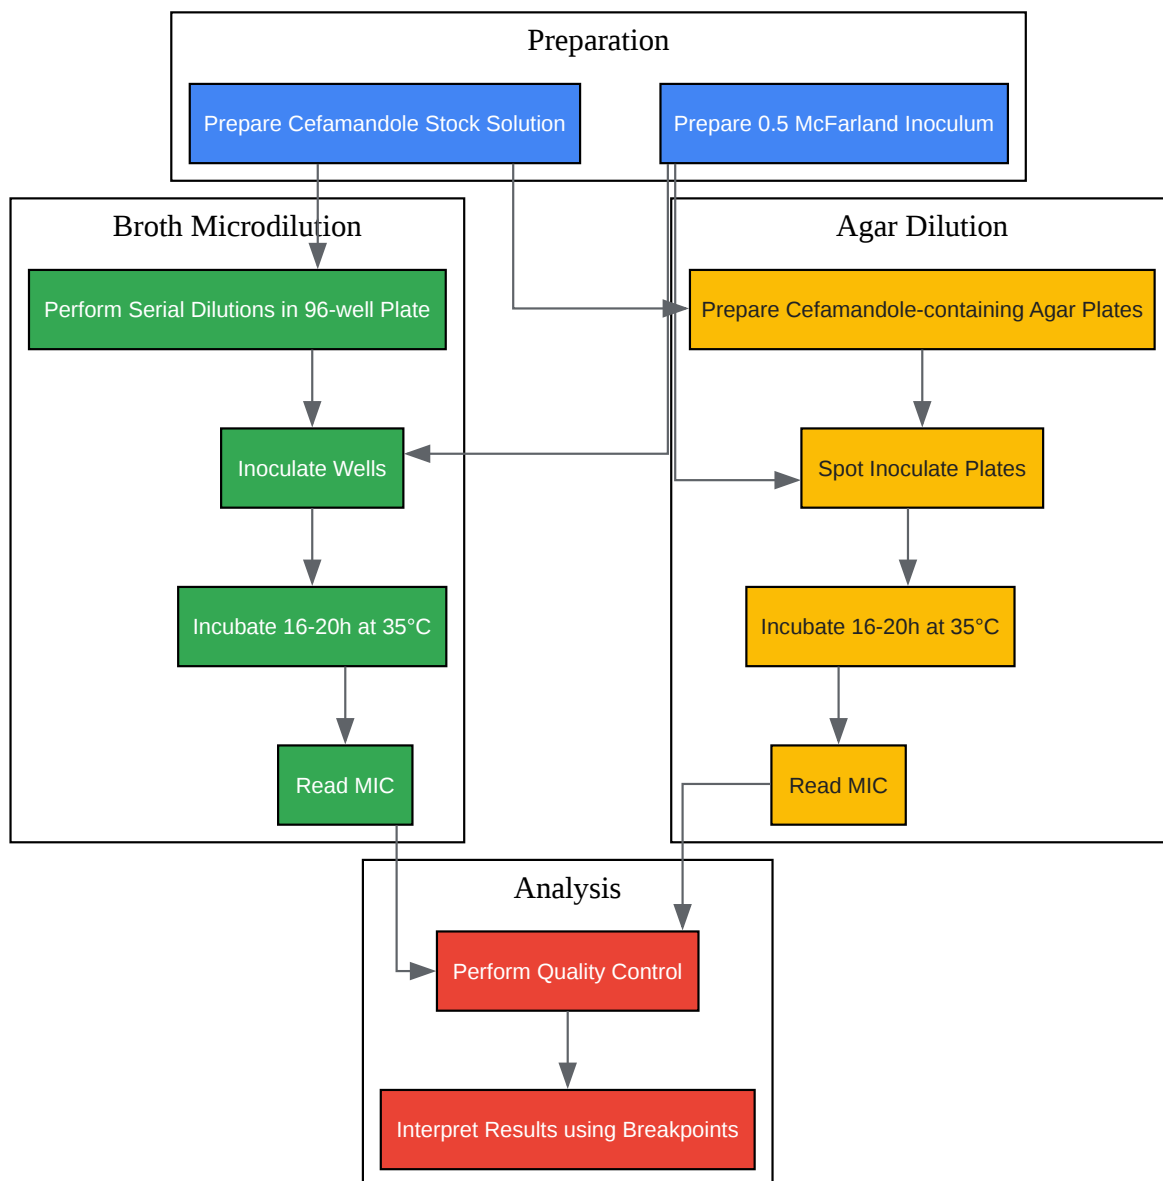 Preparation
Prepare Cefamandole Stock Solution
Prepare 0.5 McFarland Inoculum
Broth Microdilution
Perform Serial Dilutions in 96-well Plate
Inoculate Wells
Incubate 16-20h at 35°C
Read MIC
Agar Dilution
Prepare Cefamandole-containing Agar Plates
Spot Inoculate Plates
Incubate 16-20h at 35°C
Read MIC
Analysis
Perform Quality Control
Interpret Results using Breakpoints